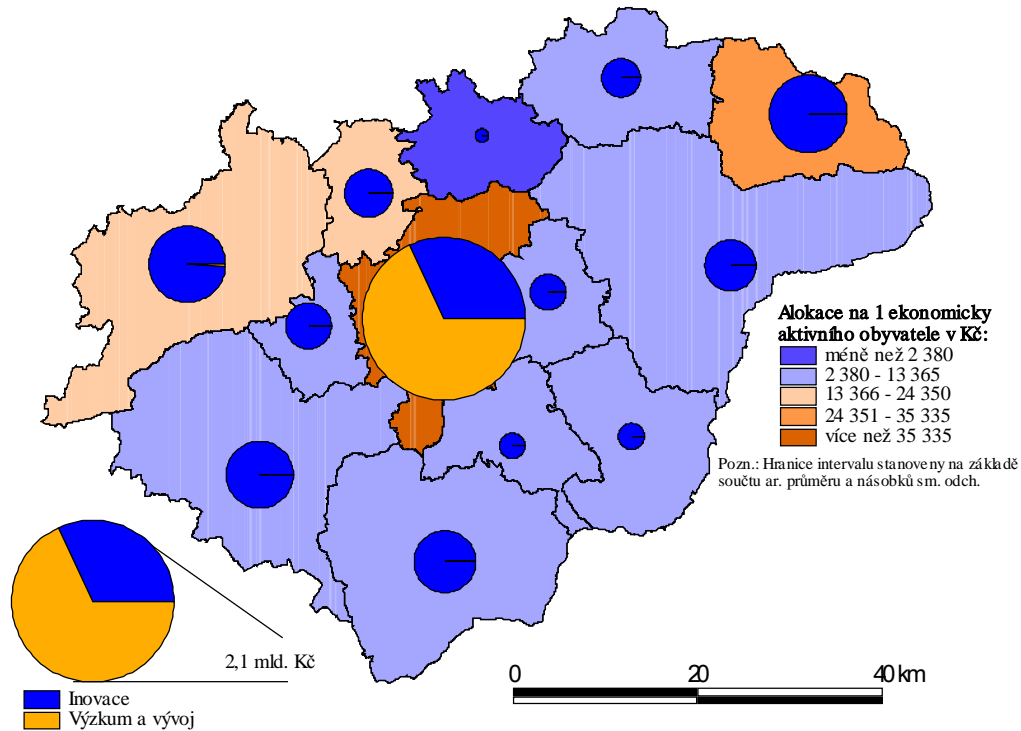 Alokace na 1 ekonomicky
aktivního obyvatele v Kč:
méně než 2 380
2 380 - 13 365
13 366 - 24 350
24 351 - 35 335
více než 35 335
Pozn.: Hranice intervalu stanoveny na základě
součtu ar. průměru a násobků sm. odch.
2,1 mld. Kč
Inovace
Výzkum a vývoj
0 20 40 km